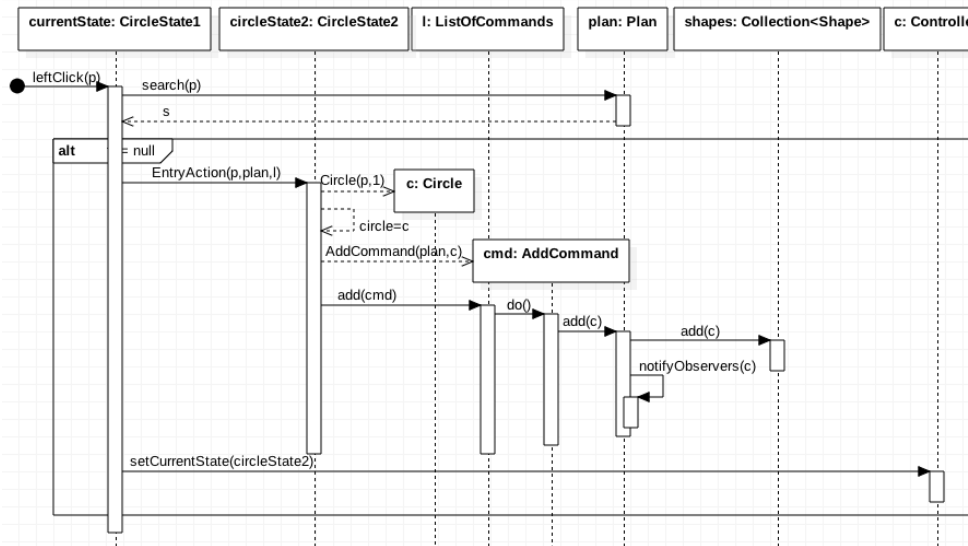 currentState: CircleState1
circleState2: CircleState2
l: ListOfCommands
plan: Plan
shapes: Collection<Shape>
c: Controlle
leftClick(p)
search(p)
s
alt
= null
EntryAction(p,plan,l)
Circle(p,1)
c: Circle
circle=c
AddCommand(plan,c)
cmd: AddCommand
add(cmd)
do()
add(c)
add(c)
notifyObservers(c)
setCurrentState(circleState2)